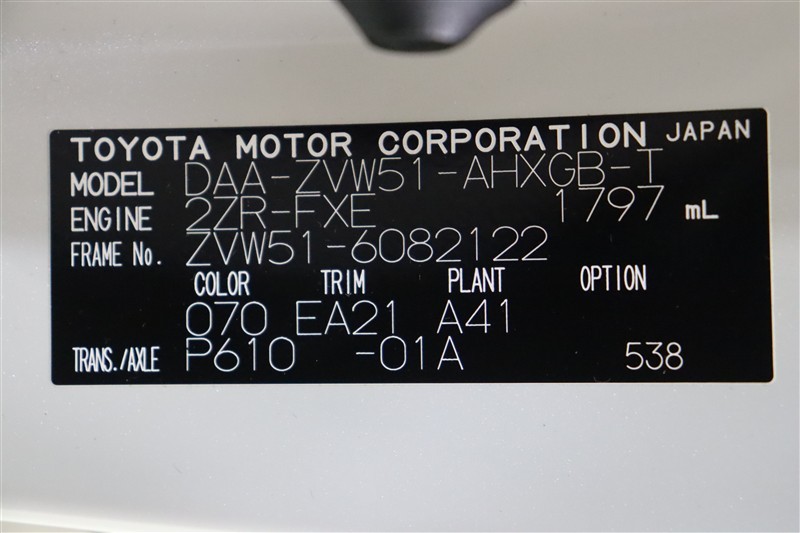 TOYOTA MOTOR CORPORATION JAPAN
MODEL DAA-ZVW51-AHXGB-T
ENGINE 2ZR-FXE 1797 mL
FRAME No. ZVW51-6082122
COLOR TRIM PLANT OPTION
070 EA21 A41
TRANS./AXLE P610 -01A 538